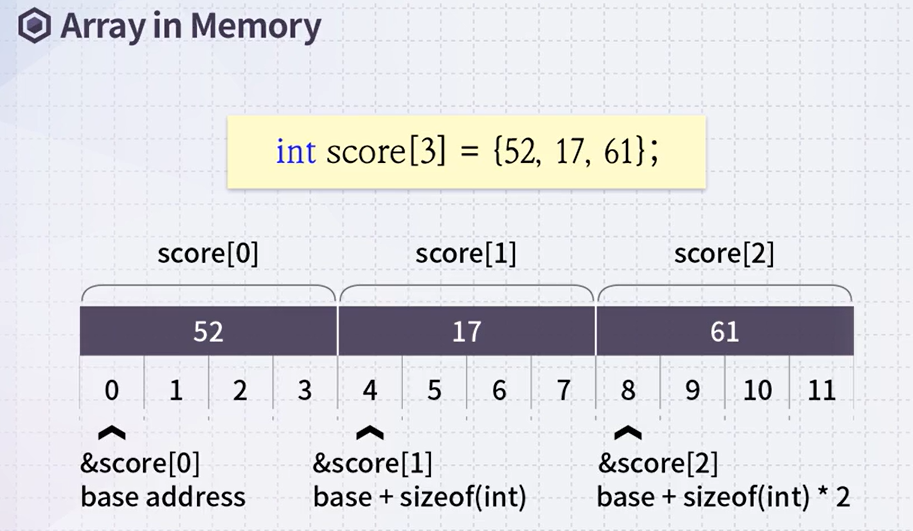 Array in Memory
int score[3] = {52, 17, 61};
score[0] score[1] score[2]
52 17 61
0 1 2 3 4 5 6 7 8 9 10 11
&score[0] &score[1] &score[2]
base address base + sizeof(int) base + sizeof(int) * 2